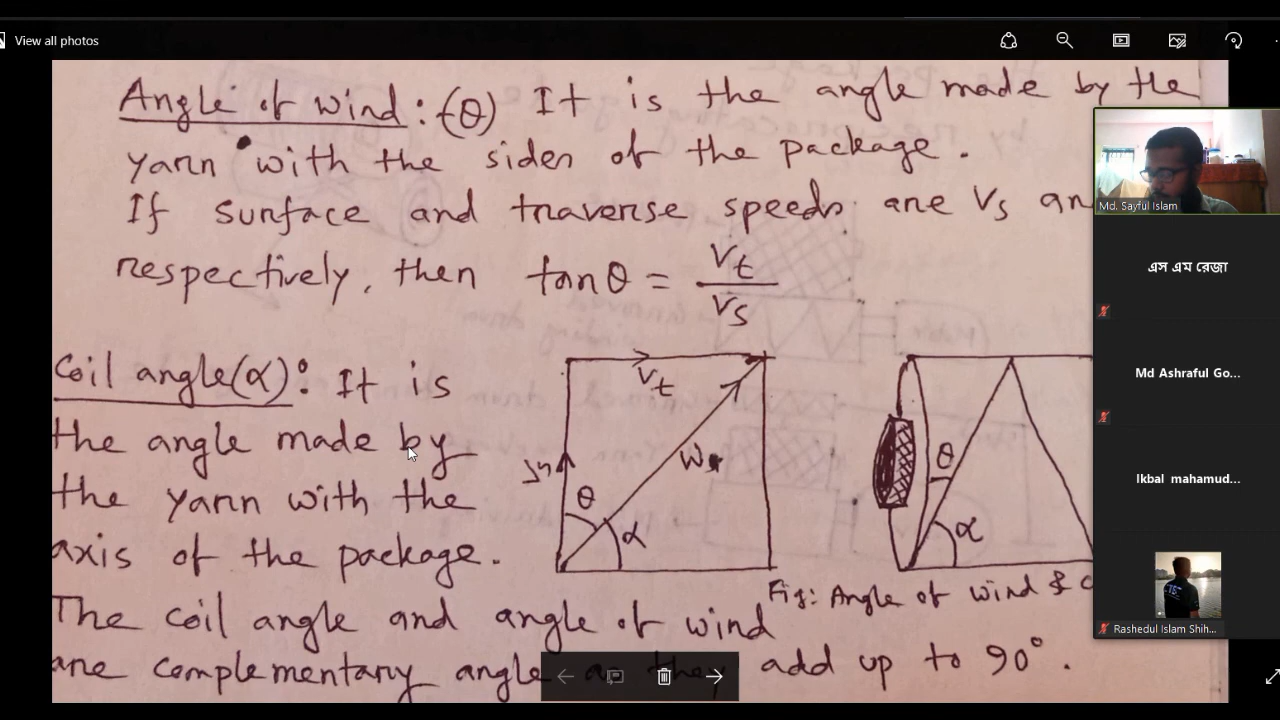 View all photos
Angle of wind: (θ) It is the angle made by the
yarn with the sides of the package.
If surface and traverse speeds are Vs an
respectively, then tanθ = Vt / Vs
Coil angle(α): It is
the angle made by
the yarn with the
axis of the package.
The coil angle and angle of wind
are complementary angle as they add up to 90°.
Vt
θ
α
θ
α
Fig: Angle of wind & c
Md. Sayful Islam
এস এম রেজা
Md Ashraful Go...
Ikbal mahamud...
Rashedul Islam Shih...